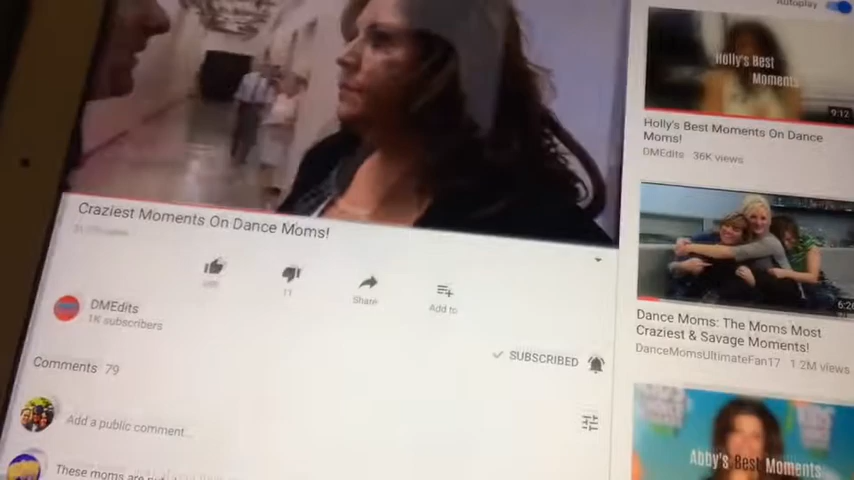 Autoplay
Holly's Best
Moments
9:12
Holly's Best Moments On Dance
Moms!
DMEdits 36K views
Craziest Moments On Dance Moms!
11
Share
Add to
DMEdits
1K subscribers
SUBSCRIBED
Comments 79
Add a public comment...
Dance Moms: "The Moms Most
Craziest & Savage Moments!
DanceMomsUltimateFan17 1.2M views
Abby's Best Moments
These moms are